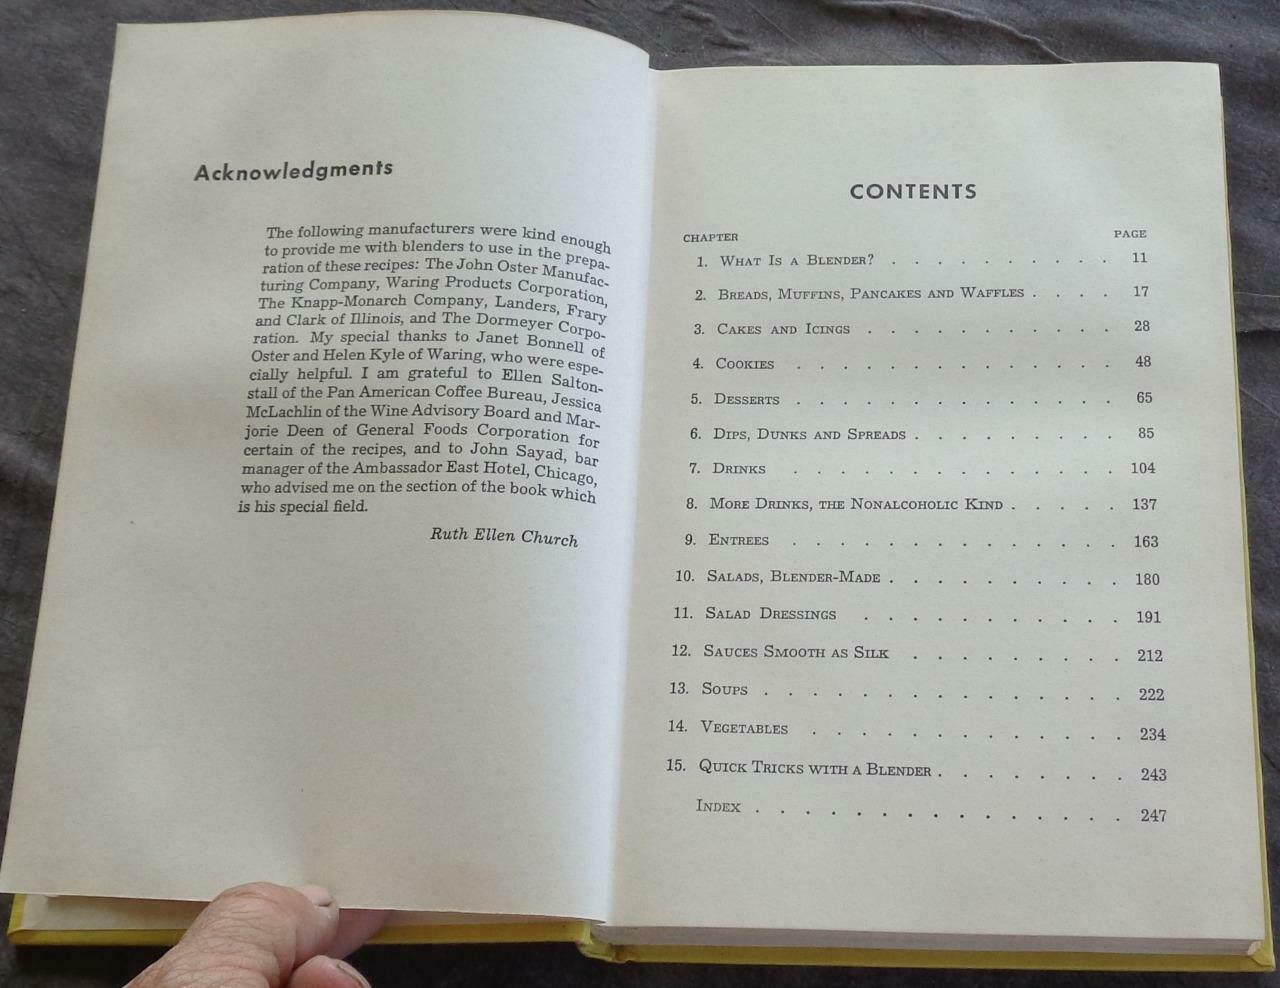 Acknowledgments
The following manufacturers were kind enough
to provide me with blenders to use in the prepa-
ration of these recipes: The John Oster Manufac-
turing Company, Waring Products Corporation,
The Knapp-Monarch Company, Landers, Frary
and Clark of Illinois, and The Dormeyer Corpo-
ration. My special thanks to Janet Bonnell of
Oster and Helen Kyle of Waring, who were espe-
cially helpful. I am grateful to Ellen Salton-
stall of the Pan American Coffee Bureau, Jessica
McLachlin of the Wine Advisory Board and Mar-
jorie Deen of General Foods Corporation for
certain of the recipes, and to John Sayad, bar
manager of the Ambassador East Hotel, Chicago,
who advised me on the section of the book which
is his special field.
Ruth Ellen Church
CONTENTS
CHAPTER PAGE
1. What Is a Blender? . . . . . . . . . . 11
2. Breads, Muffins, Pancakes and Waffles . . . . 17
3. Cakes and Icings . . . . . . . . . . . 28
4. Cookies . . . . . . . . . . . . . 48
5. Desserts . . . . . . . . . . . . . 65
6. Dips, Dunks and Spreads . . . . . . . . . 85
7. Drinks . . . . . . . . . . . . . 104
8. More Drinks, the Nonalcoholic Kind . . . . . 137
9. Entrees . . . . . . . . . . . . . 163
10. Salads, Blender-Made . . . . . . . . . . 180
11. Salad Dressings . . . . . . . . . . . 191
12. Sauces Smooth as Silk . . . . . . . . . 212
13. Soups . . . . . . . . . . . . . . . 222
14. Vegetables . . . . . . . . . . . . . 234
15. Quick Tricks with a Blender . . . . . . . . 243
Index . . . . . . . . . . . . . . . 247